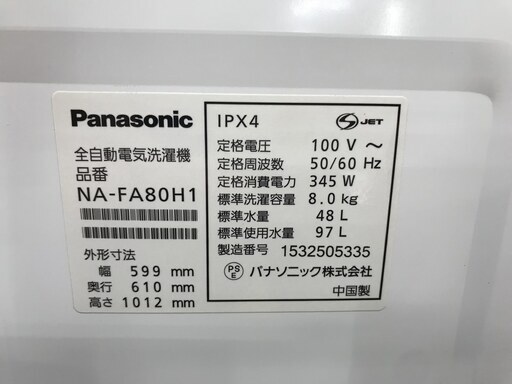 Panasonic
全自動電気洗濯機
品番
NA-FA80H1
外形寸法
幅 599 mm
奥行 610 mm
高さ 1012 mm
IPX4
S JET
定格電圧 100 V ～
定格周波数 50/60 Hz
定格消費電力 345 W
標準洗濯容量 8.0 kg
標準水量 48 L
標準使用水量 97 L
製造番号 1532505335
PSE パナソニック株式会社
中国製